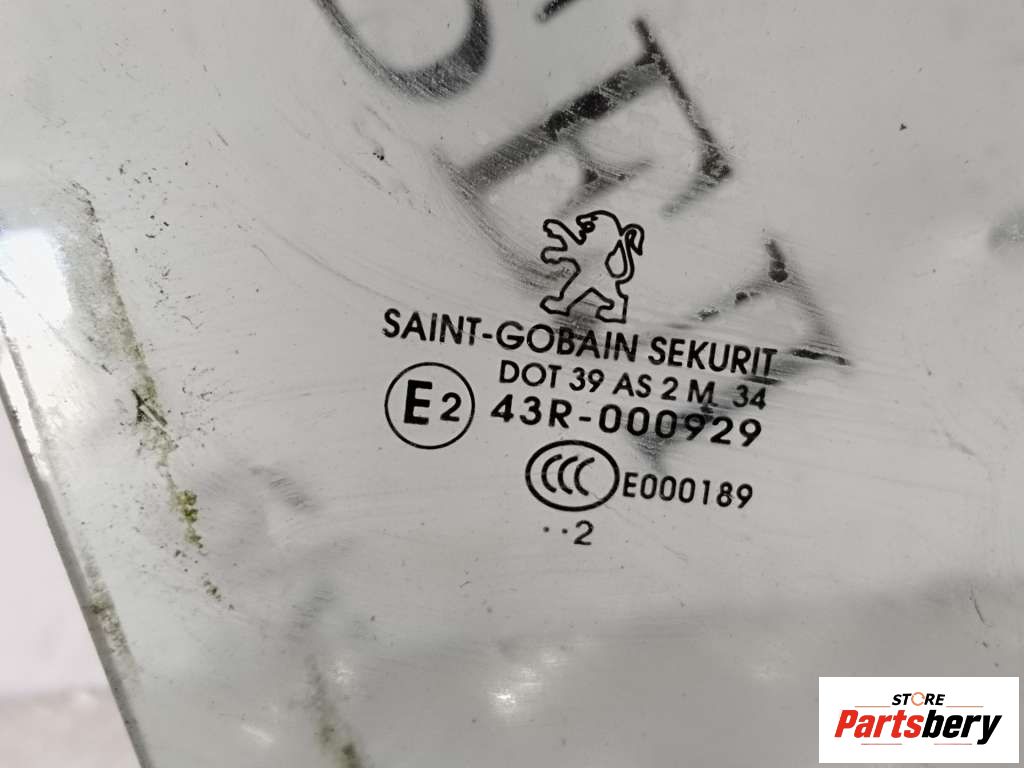 SAINT-GOBAIN SEKURIT
DOT 39 AS 2 M 34
E2 43R-000929
CCC E000189
..2
STORE
Partsbery